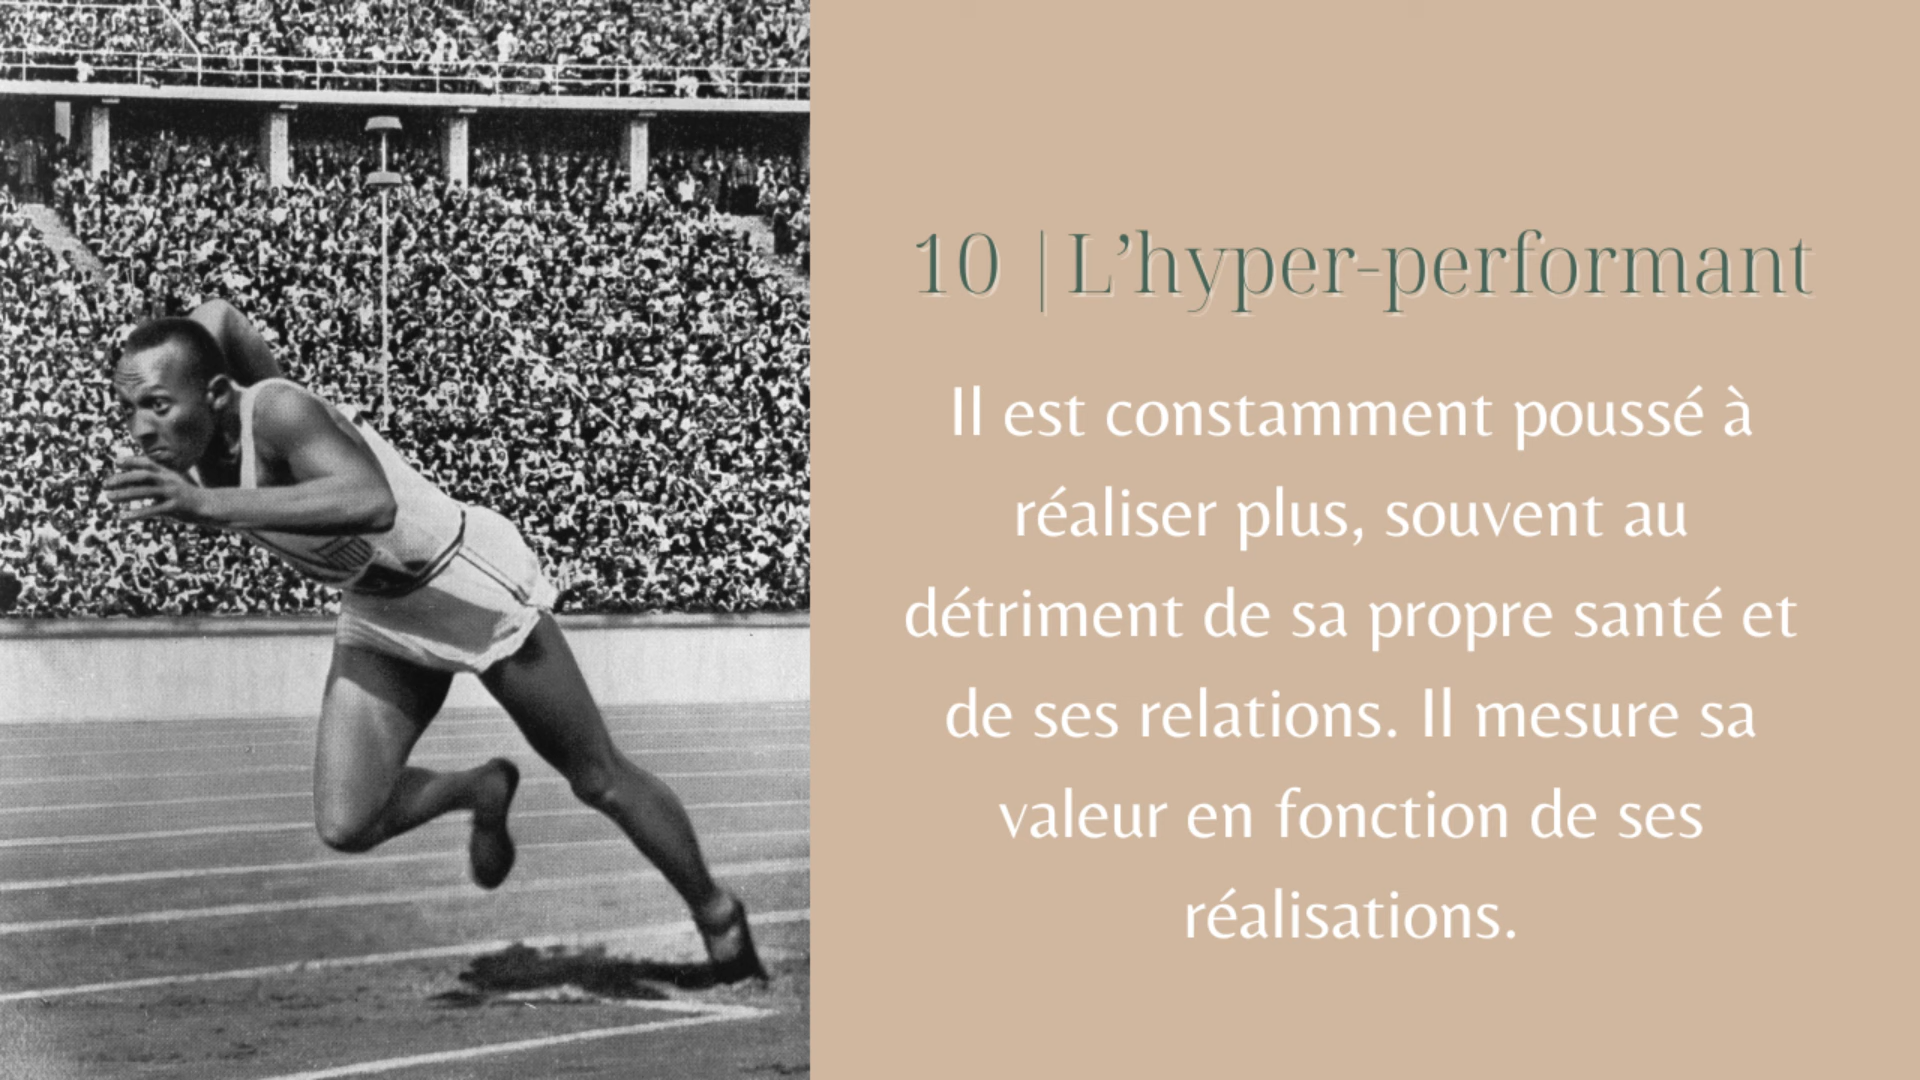 10 | L’hyper-performant
Il est constamment poussé à
réaliser plus, souvent au
détriment de sa propre santé et
de ses relations. Il mesure sa
valeur en fonction de ses
réalisations.